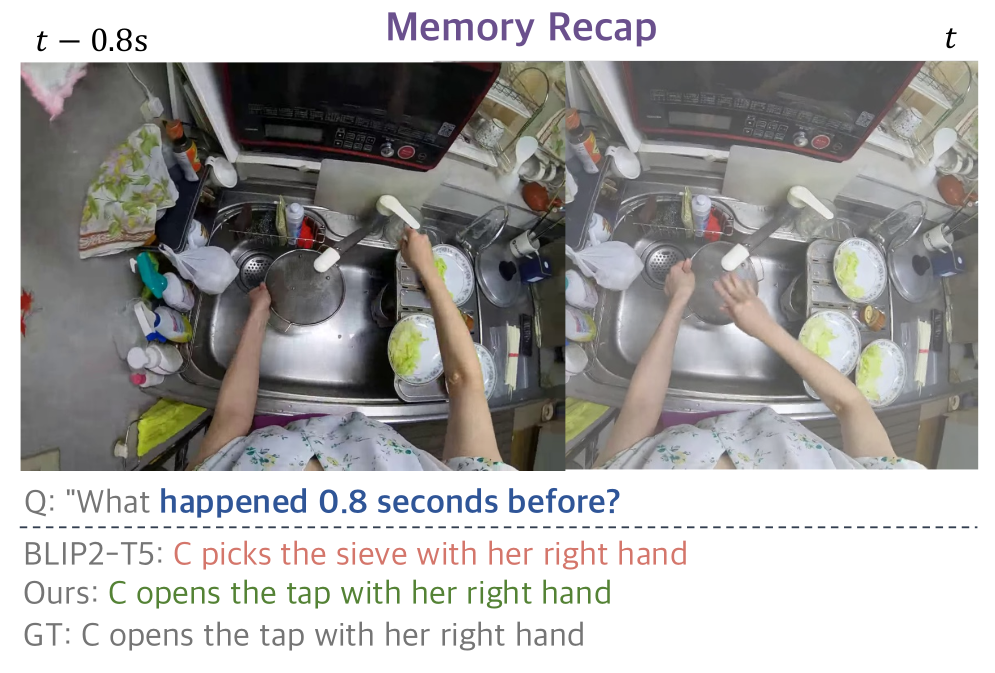 Memory Recap
t − 0.8s
t
Q: "What happened 0.8 seconds before?
BLIP2-T5: C picks the sieve with her right hand
Ours: C opens the tap with her right hand
GT: C opens the tap with her right hand